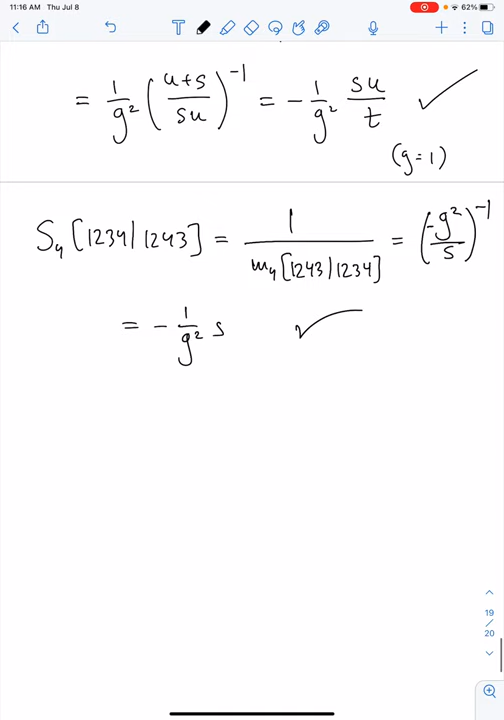 11:16 AM Thu Jul 8 62%
T
= 1/g² ((u+s)/su)⁻¹ = - 1/g² su/t ✓
(g=1)
S₄[1234|1243] = 1/m₄[1243|1234] = (-g²/s)⁻¹
= - 1/g² s ✓
19
/
20